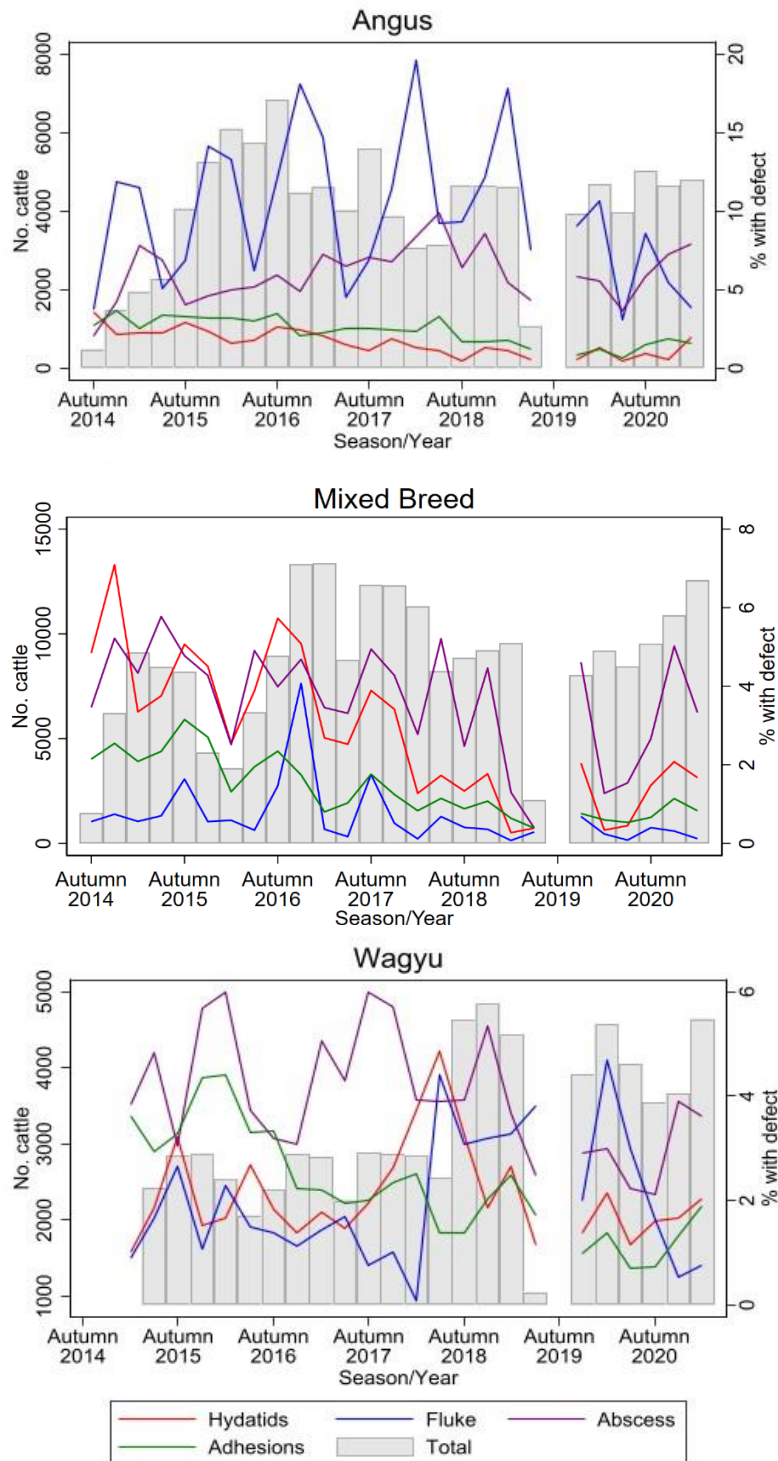 Angus
8000
6000
4000
2000
0
No. cattle
20
15
10
5
0
% with defect
Autumn Autumn Autumn Autumn Autumn Autumn Autumn
2014 2015 2016 2017 2018 2019 2020
Season/Year
Mixed Breed
15000
10000
5000
0
No. cattle
8
6
4
2
0
% with defect
Autumn Autumn Autumn Autumn Autumn Autumn Autumn
2014 2015 2016 2017 2018 2019 2020
Season/Year
Wagyu
5000
4000
3000
2000
1000
No. cattle
6
4
2
0
% with defect
Autumn Autumn Autumn Autumn Autumn Autumn Autumn
2014 2015 2016 2017 2018 2019 2020
Season/Year
Hydatids Fluke Abscess
Adhesions Total